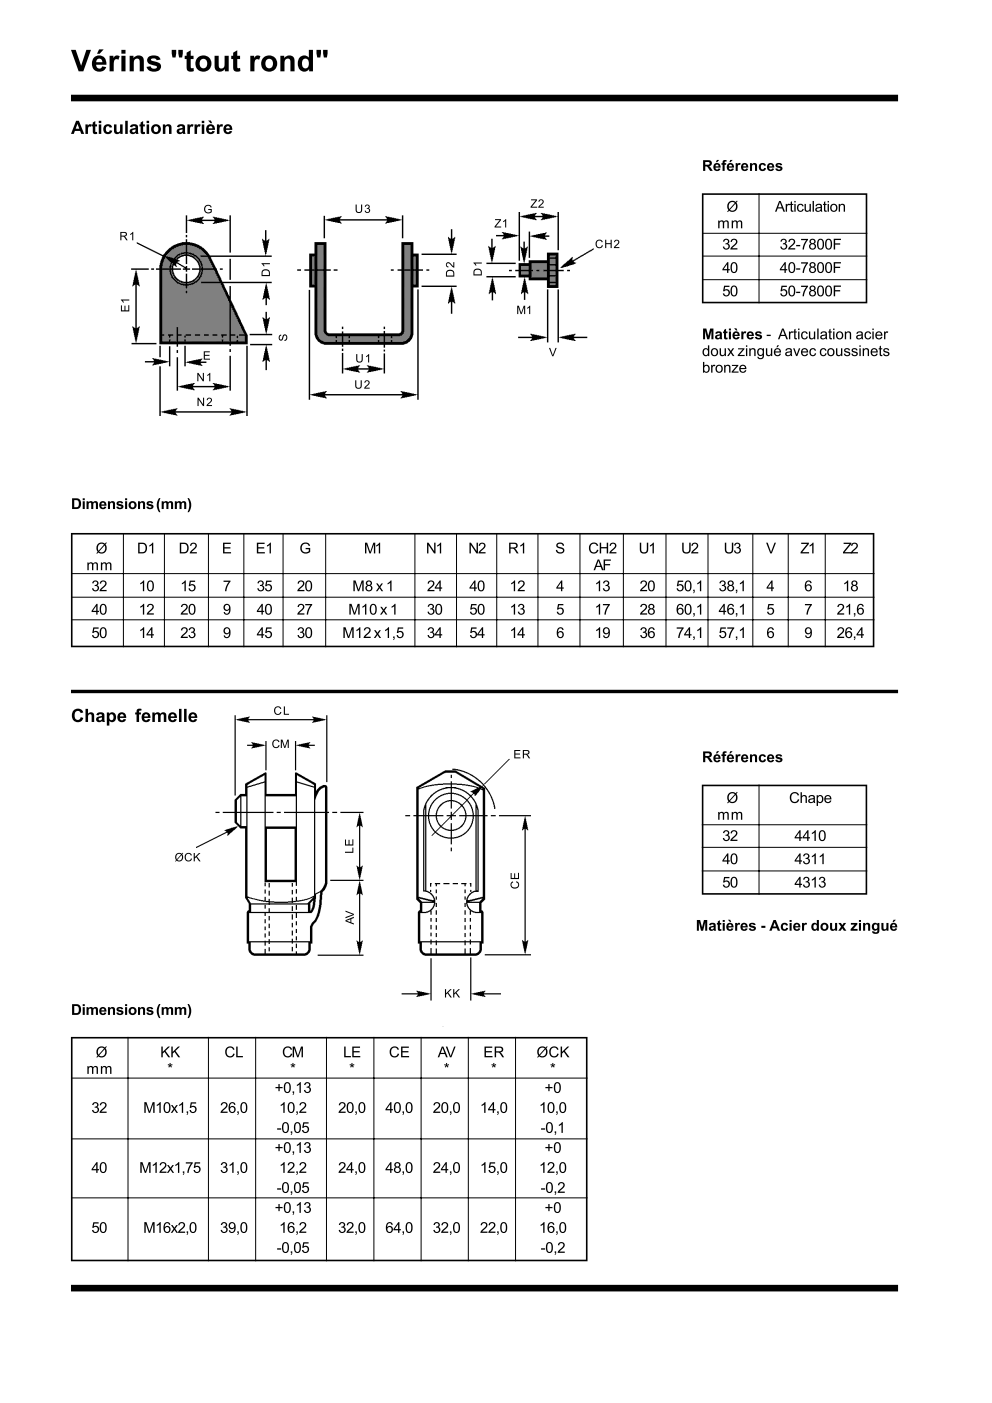 Vérins "tout rond"
Articulation arrière
Références
Ø mm Articulation
32 32-7800F
40 40-7800F
50 50-7800F
Matières - Articulation acier
doux zingué avec coussinets
bronze
G
R1
D1
E1
S
E
N1
N2
U3
D2
U1
U2
Z2
Z1
CH2
D1
M1
V
Dimensions (mm)
Ø D1 D2 E E1 G M1 N1 N2 R1 S CH2 U1 U2 U3 V Z1 Z2
mm AF
32 10 15 7 35 20 M8 x 1 24 40 12 4 13 20 50,1 38,1 4 6 18
40 12 20 9 40 27 M10 x 1 30 50 13 5 17 28 60,1 46,1 5 7 21,6
50 14 23 9 45 30 M12 x 1,5 34 54 14 6 19 36 74,1 57,1 6 9 26,4
Chape femelle
CL
CM
ØCK
LE
AV
ER
CE
KK
Références
Ø mm Chape
32 4410
40 4311
50 4313
Matières - Acier doux zingué
Dimensions (mm)
Ø KK CL CM LE CE AV ER ØCK
mm * * * * * *
+0,13 +0
32 M10x1,5 26,0 10,2 20,0 40,0 20,0 14,0 10,0
-0,05 -0,1
+0,13 +0
40 M12x1,75 31,0 12,2 24,0 48,0 24,0 15,0 12,0
-0,05 -0,2
+0,13 +0
50 M16x2,0 39,0 16,2 32,0 64,0 32,0 22,0 16,0
-0,05 -0,2